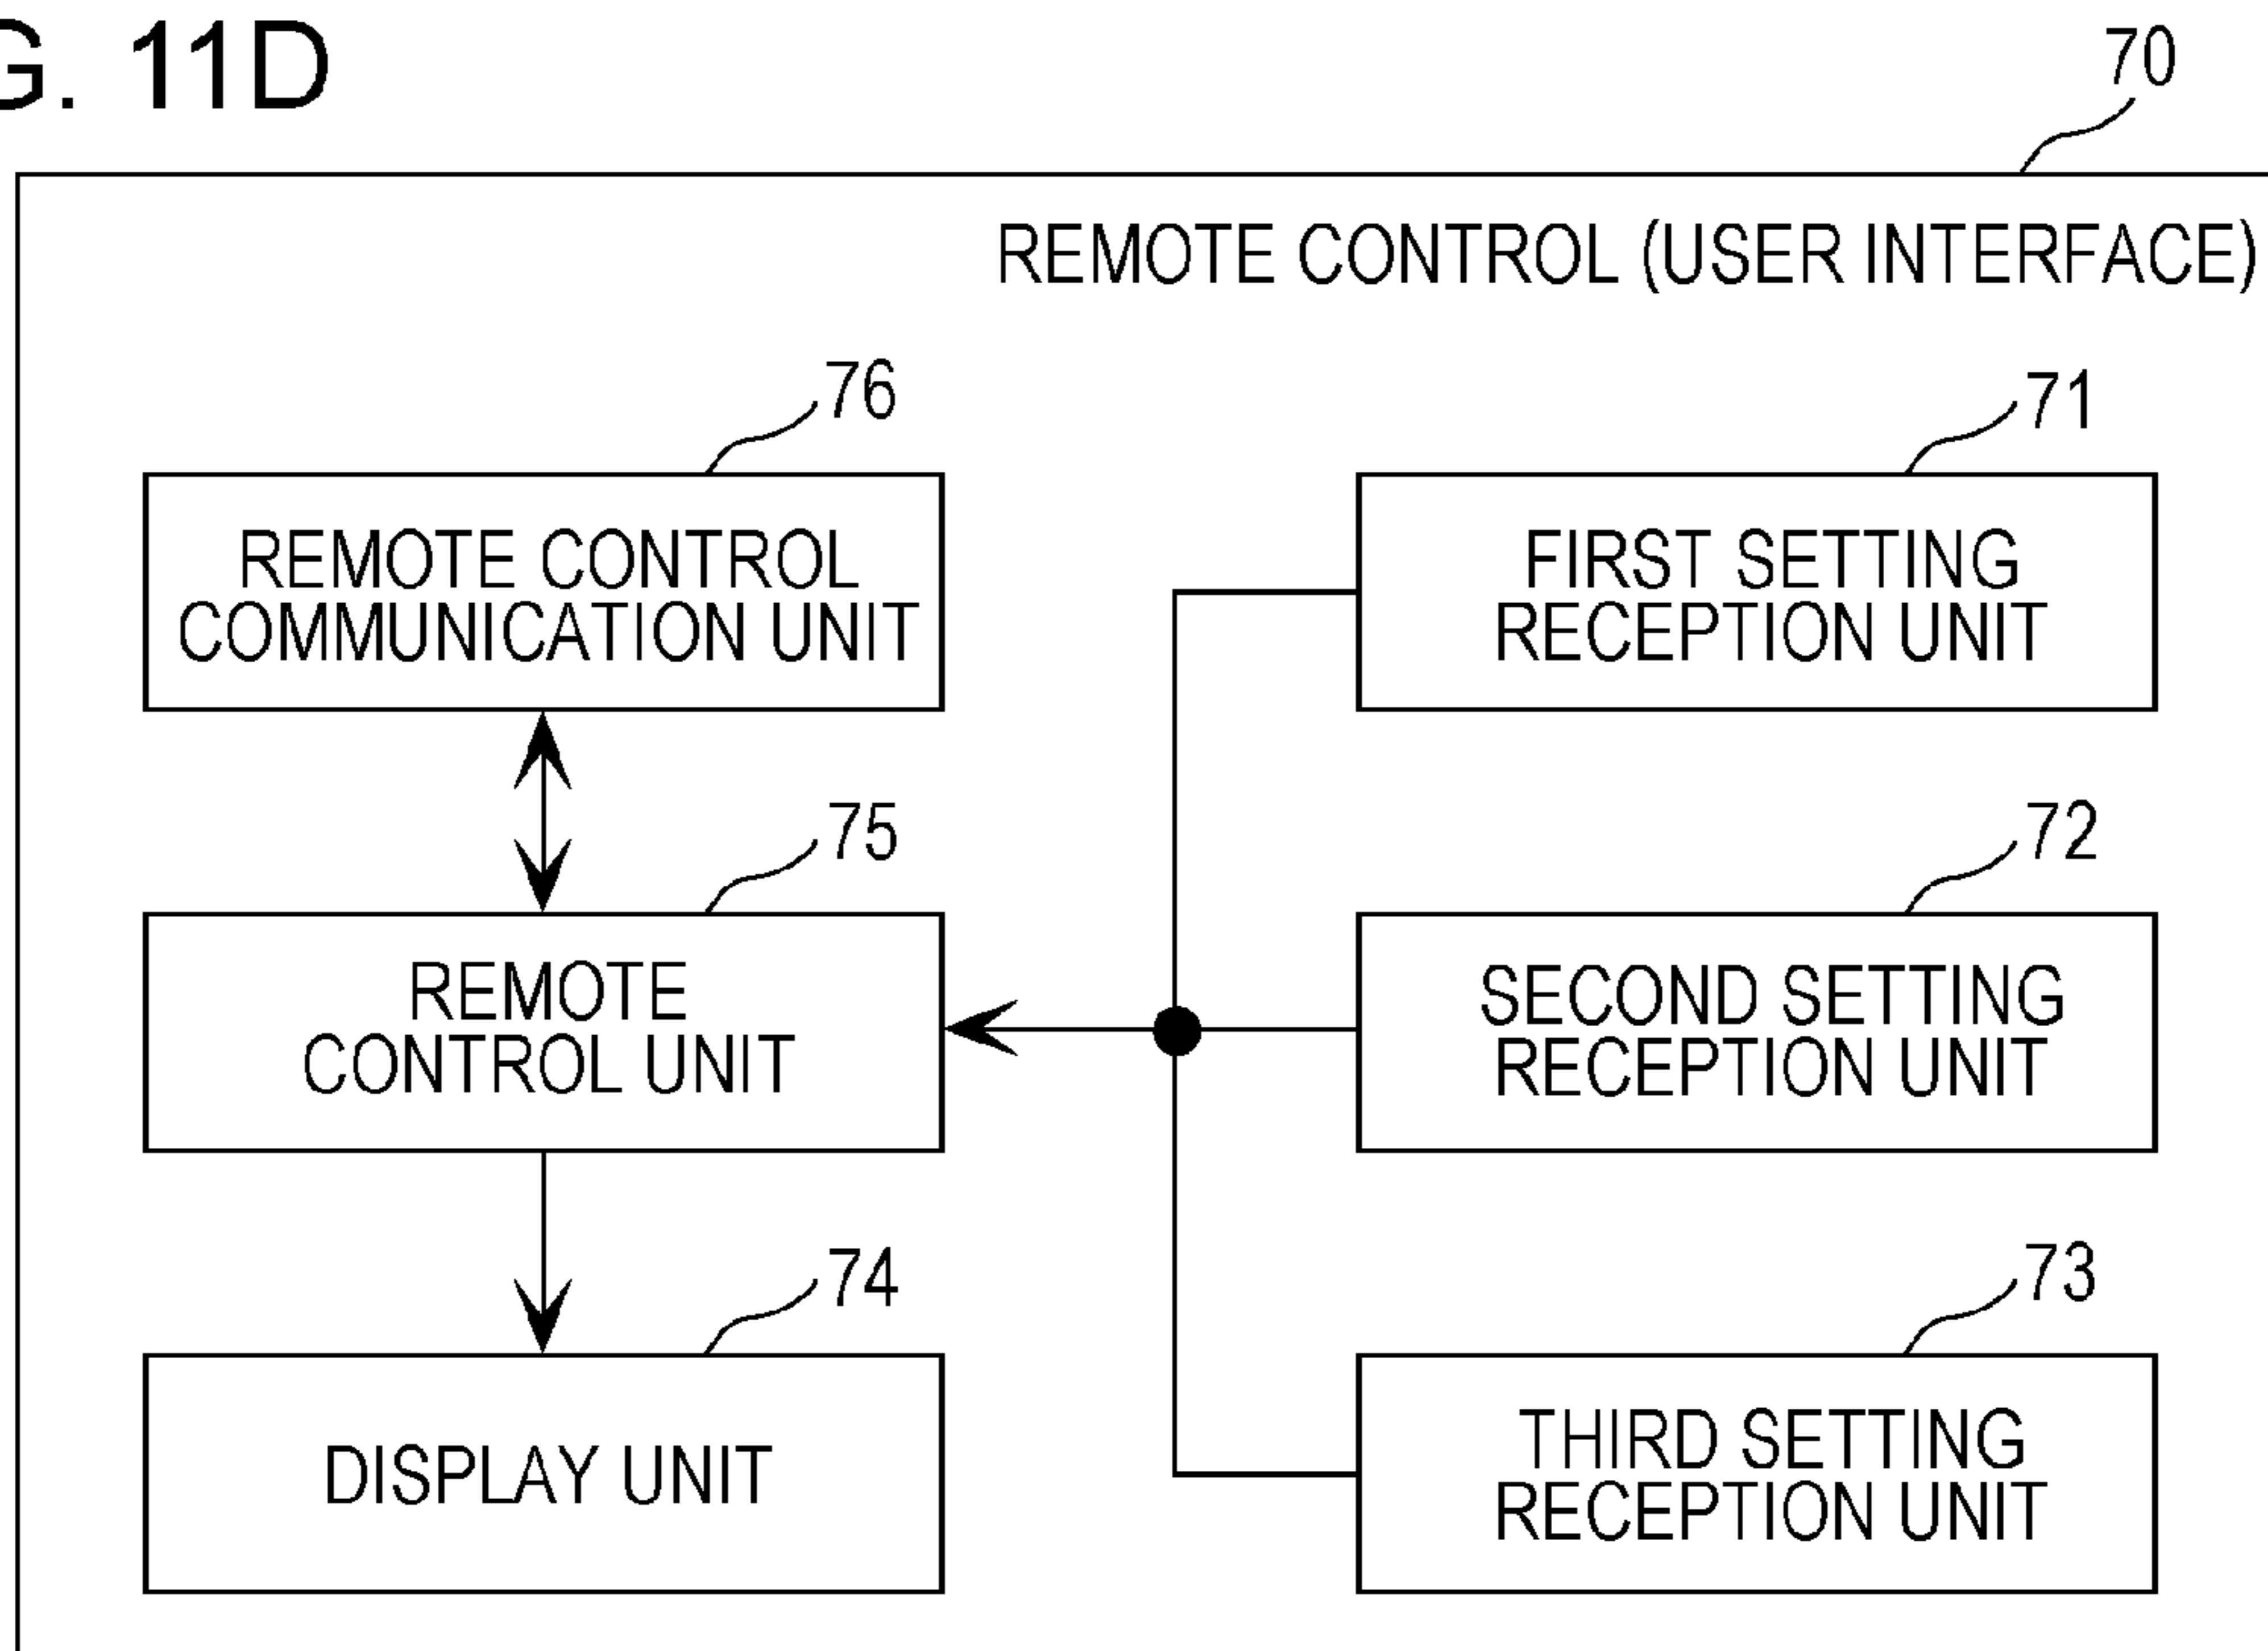 G. 11D
70
REMOTE CONTROL (USER INTERFACE)
76
REMOTE CONTROL
COMMUNICATION UNIT
71
FIRST SETTING
RECEPTION UNIT
75
REMOTE
CONTROL UNIT
72
SECOND SETTING
RECEPTION UNIT
74
DISPLAY UNIT
73
THIRD SETTING
RECEPTION UNIT